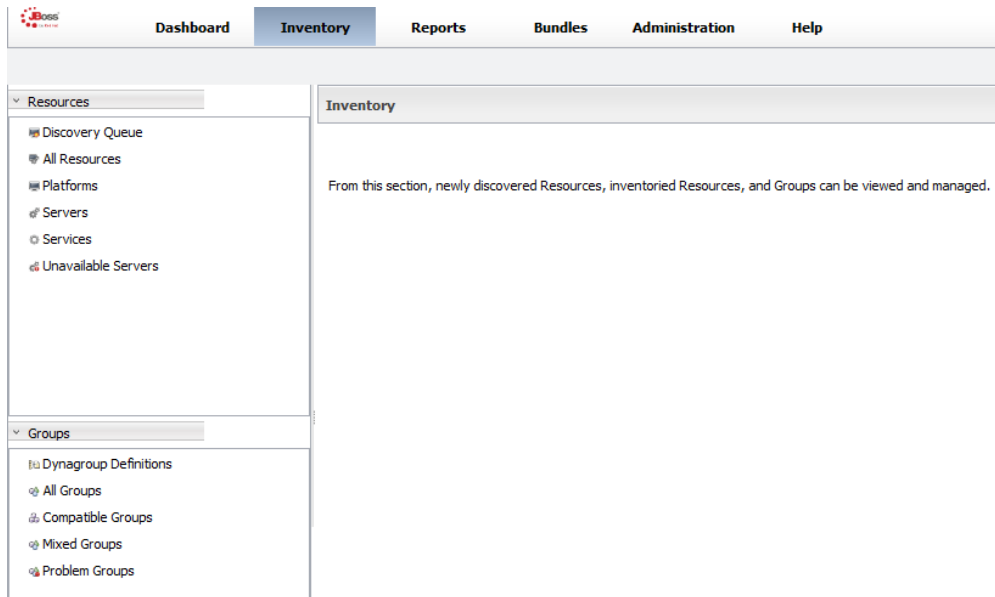 JBoss
Dashboard Inventory Reports Bundles Administration Help
Resources
Discovery Queue
All Resources
Platforms
Servers
Services
Unavailable Servers
Inventory
From this section, newly discovered Resources, inventoried Resources, and Groups can be viewed and managed.
Groups
Dynagroup Definitions
All Groups
Compatible Groups
Mixed Groups
Problem Groups